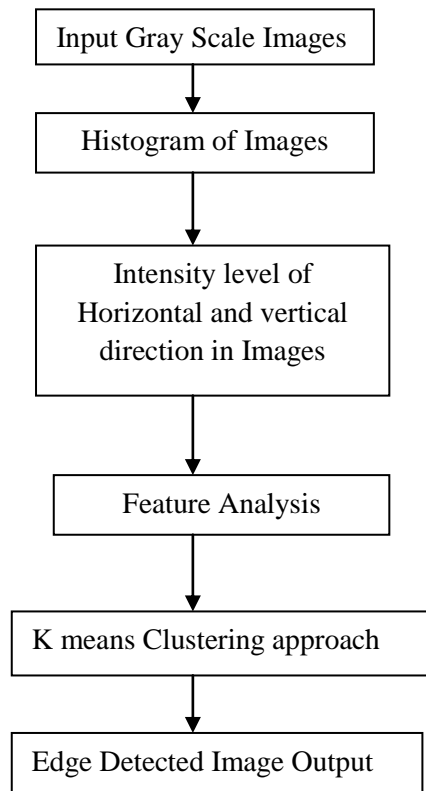 Input Gray Scale Images
Histogram of Images
Intensity level of
Horizontal and vertical
direction in Images
Feature Analysis
K means Clustering approach
Edge Detected Image Output